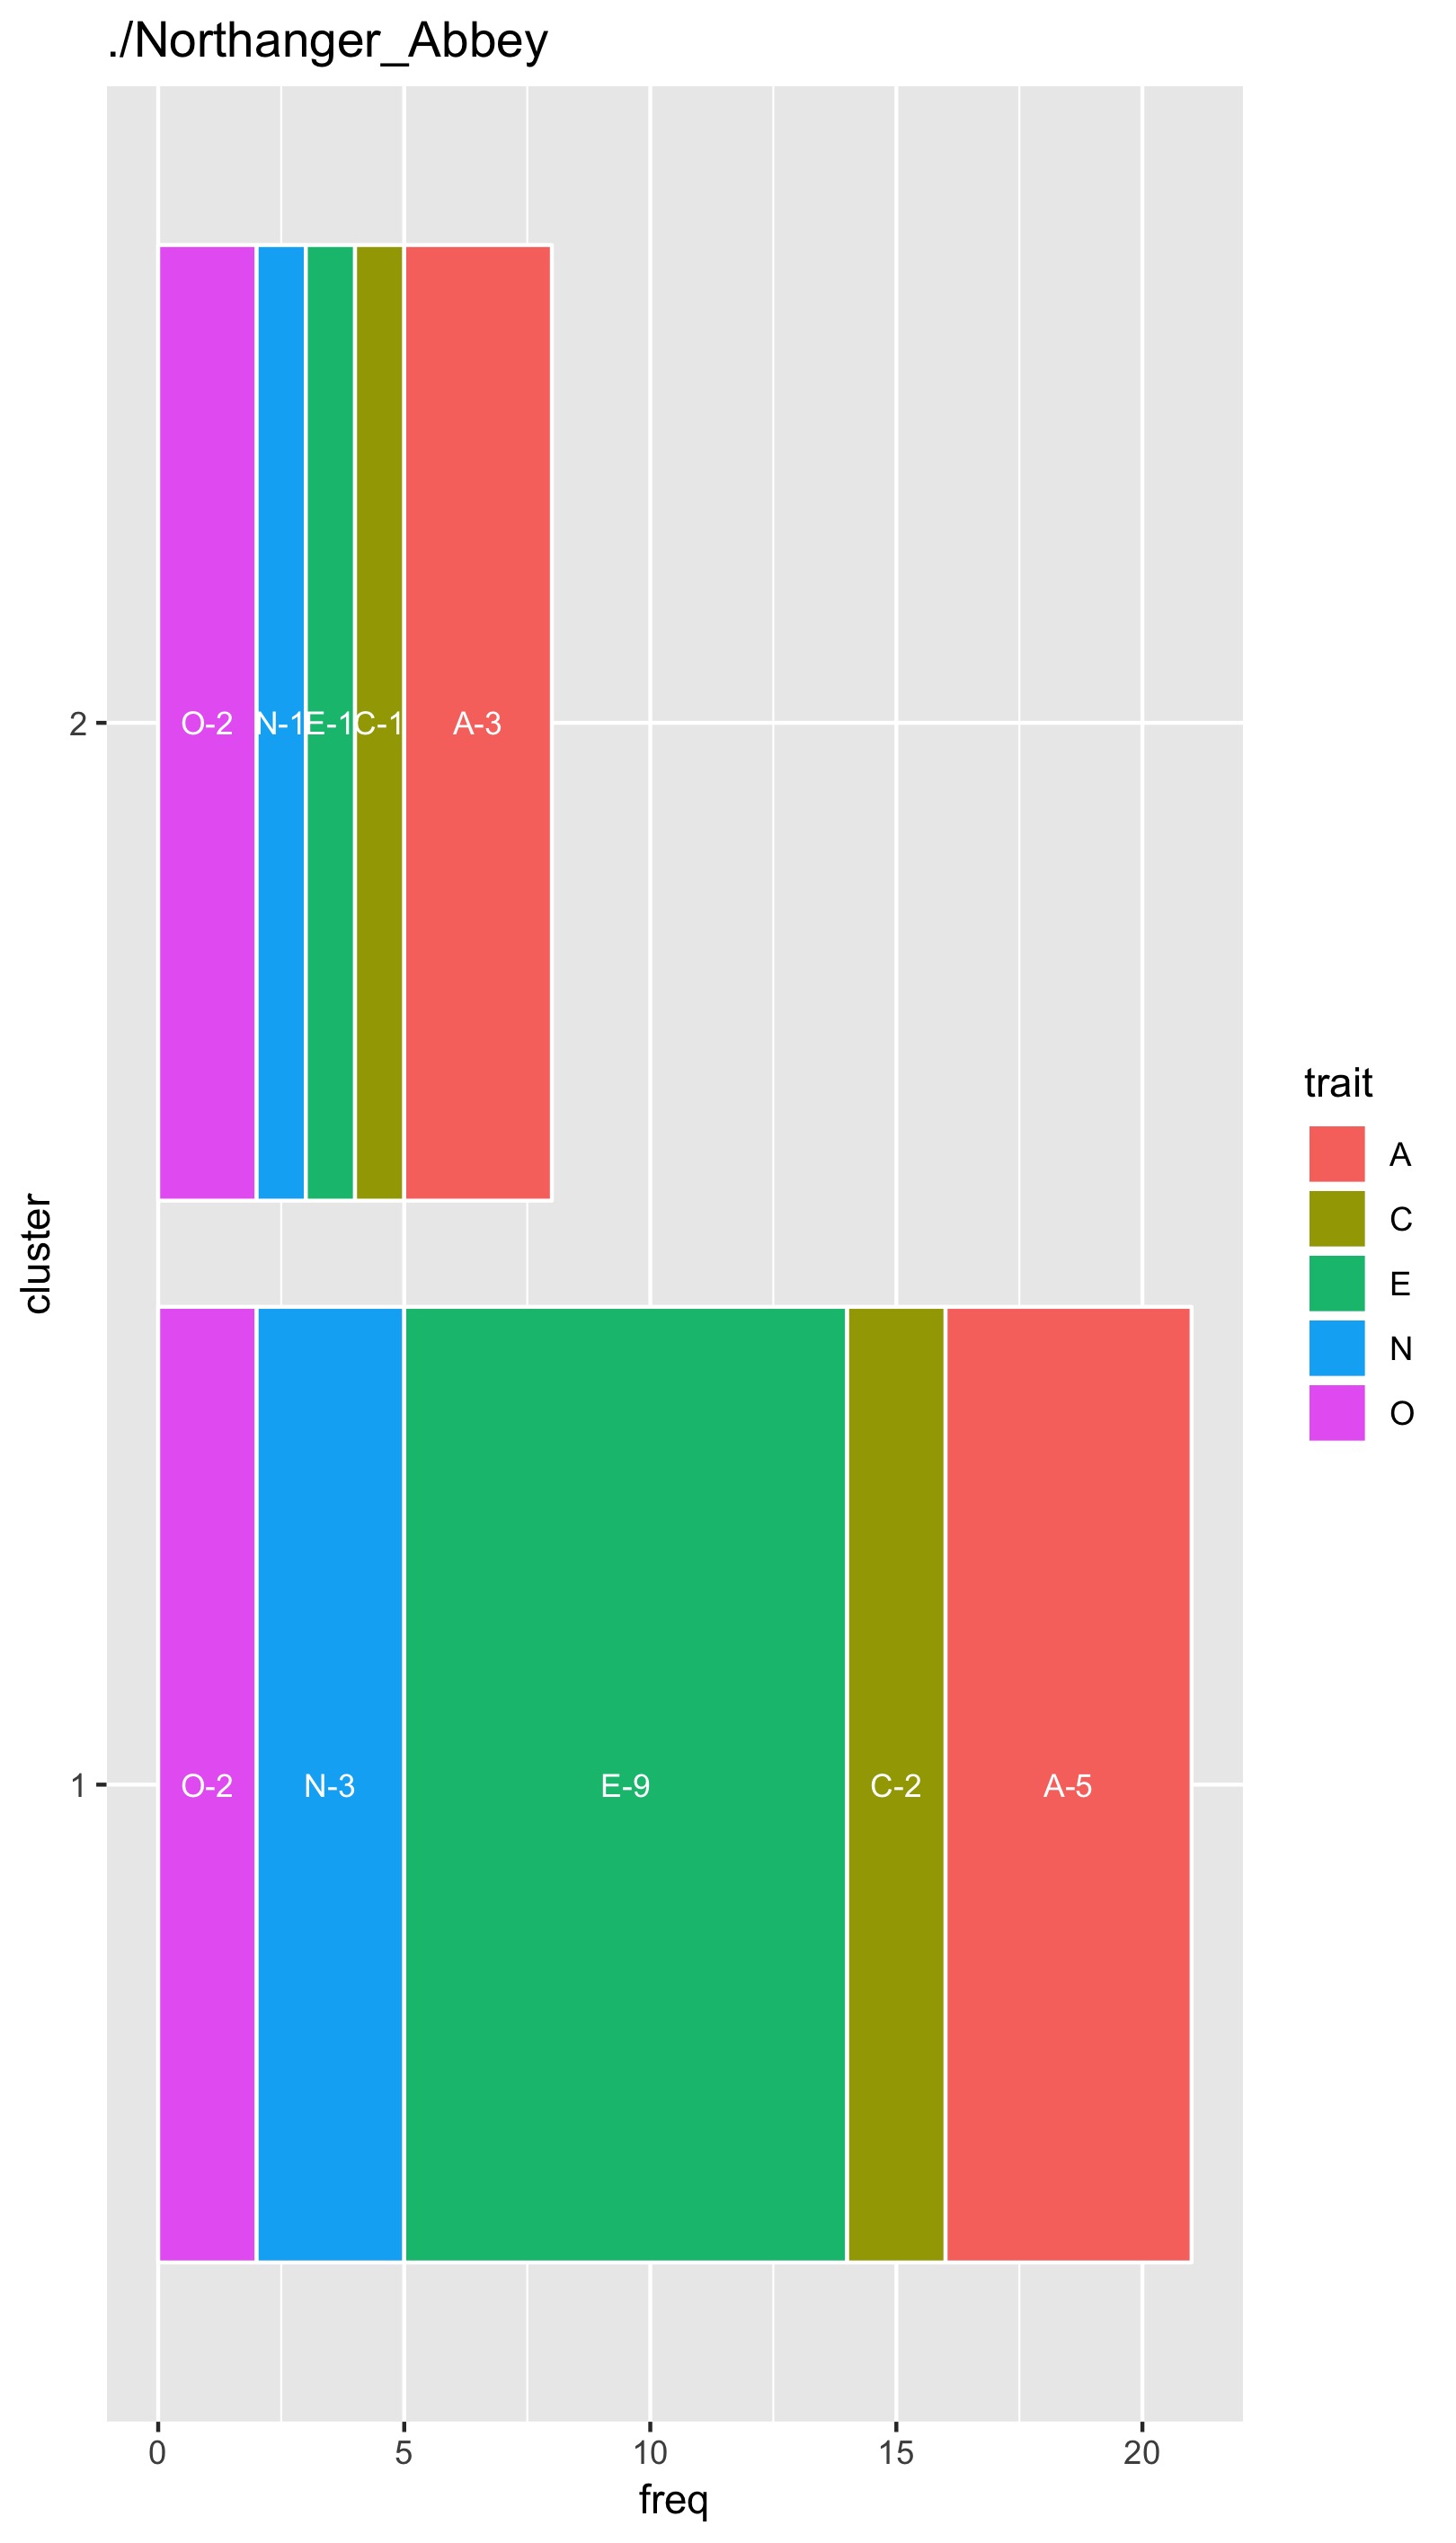 ./Northanger_Abbey
2
O-2 N-1 E-1 C-1 A-3
cluster
1
O-2 N-3 E-9 C-2 A-5
0 5 10 15 20
freq
trait
A
C
E
N
O